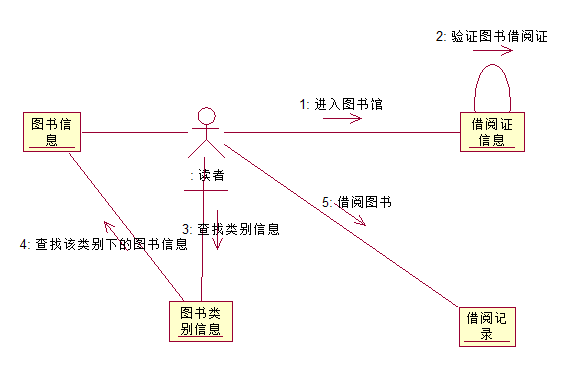 2: 验证图书借阅证
1: 进入图书馆
图书信
息
借阅证
信息
: 读者
5: 借阅图书
3: 查找类别信息
4: 查找该类别下的图书信息
图书类
别信息
借阅记
录